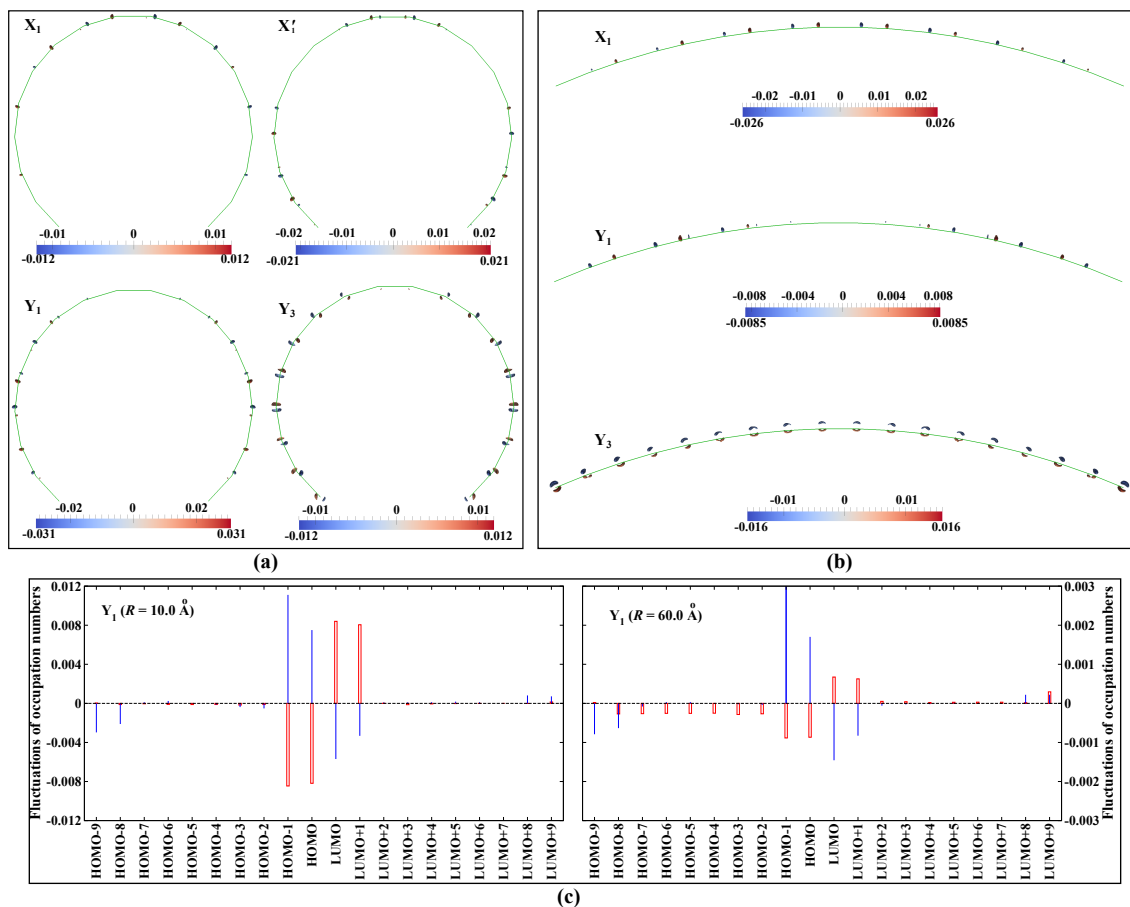 X1
X′1
-0.01 0 0.01
-0.012 0.012
-0.02 -0.01 0 0.01 0.02
-0.021 0.021
Y1
Y3
-0.02 0 0.02
-0.031 0.031
-0.01 0 0.01
-0.012 0.012
(a)
X1
-0.02 -0.01 0 0.01 0.02
-0.026 0.026
Y1
-0.008 -0.004 0 0.004 0.008
-0.0085 0.0085
Y3
-0.01 0 0.01
-0.016 0.016
(b)
Fluctuations of occupation numbers
0.012
0.008
0.004
0
-0.004
-0.008
-0.012
Y1 (R = 10.0 Å)
HOMO-9
HOMO-8
HOMO-7
HOMO-6
HOMO-5
HOMO-4
HOMO-3
HOMO-2
HOMO-1
HOMO
LUMO
LUMO+1
LUMO+2
LUMO+3
LUMO+4
LUMO+5
LUMO+6
LUMO+7
LUMO+8
LUMO+9
Y1 (R = 60.0 Å)
0.003
0.002
0.001
0
-0.001
-0.002
-0.003
Fluctuations of occupation numbers
HOMO-9
HOMO-8
HOMO-7
HOMO-6
HOMO-5
HOMO-4
HOMO-3
HOMO-2
HOMO-1
HOMO
LUMO
LUMO+1
LUMO+2
LUMO+3
LUMO+4
LUMO+5
LUMO+6
LUMO+7
LUMO+8
LUMO+9
(c)